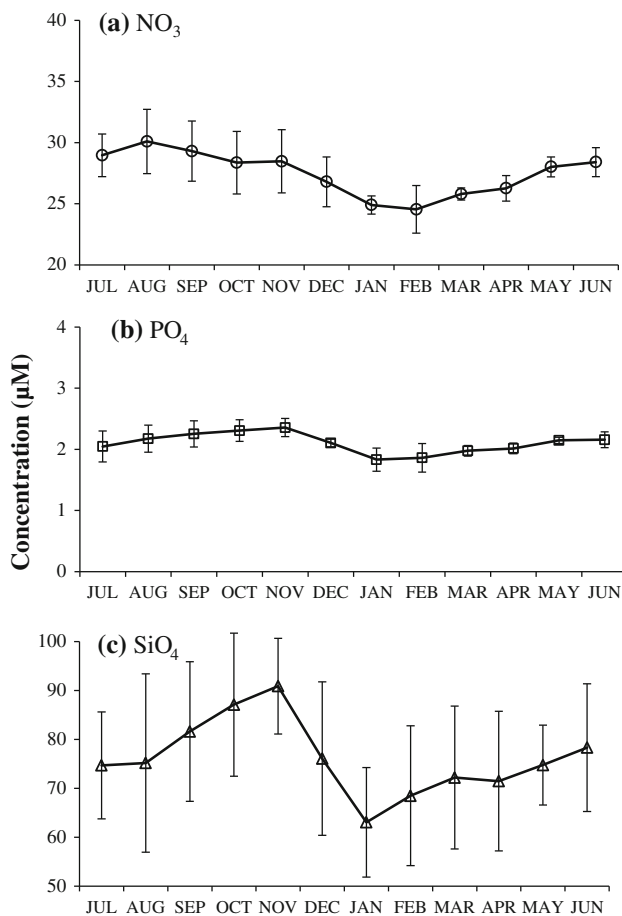 (a) NO₃
40
35
30
25
20
JUL AUG SEP OCT NOV DEC JAN FEB MAR APR MAY JUN
Concentration (μM)
(b) PO₄
4
3
2
1
0
JUL AUG SEP OCT NOV DEC JAN FEB MAR APR MAY JUN
(c) SiO₄
100
90
80
70
60
50
JUL AUG SEP OCT NOV DEC JAN FEB MAR APR MAY JUN